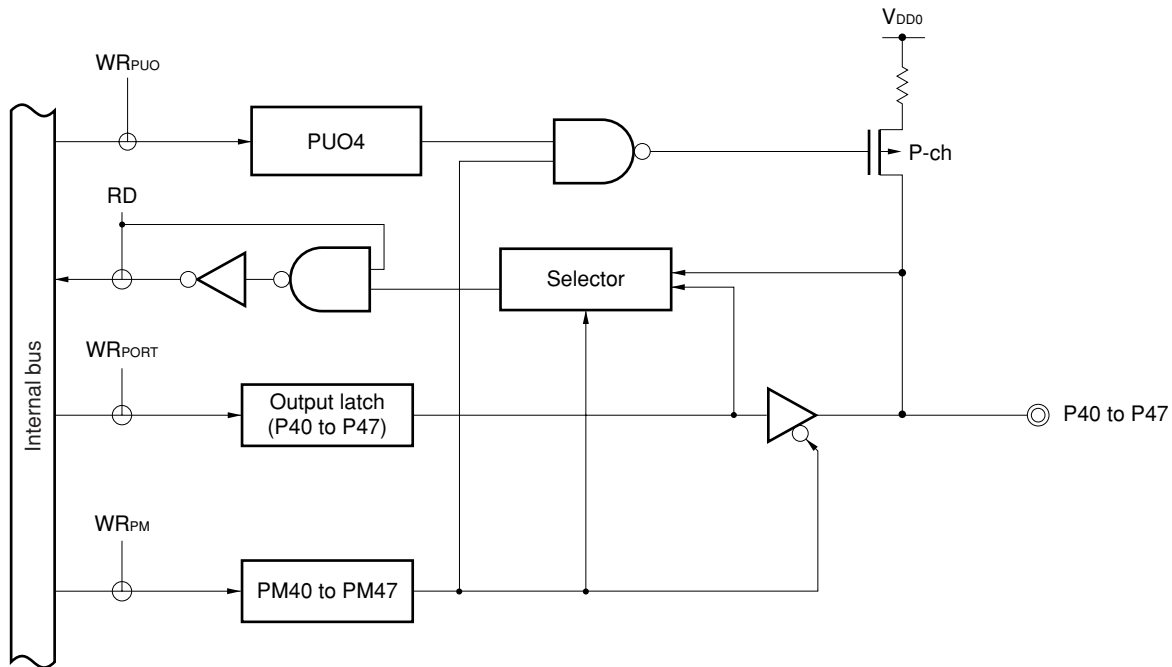 VDD0
WRPUO
PUO4
P-ch
RD
Selector
WRPORT
Internal bus
Output latch
(P40 to P47)
P40 to P47
WRPM
PM40 to PM47